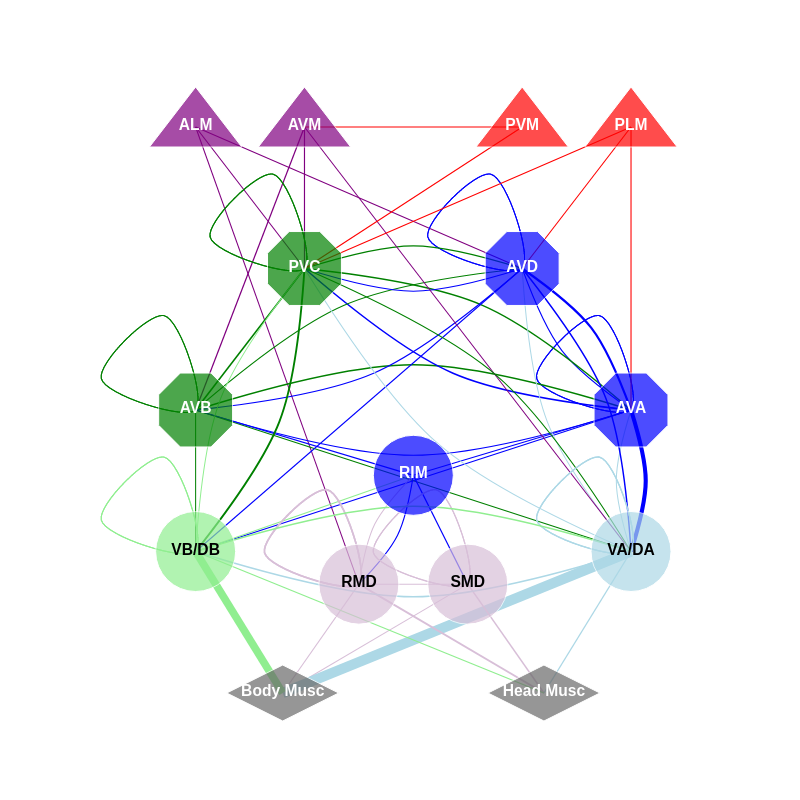 ALM
AVM
PVM
PLM
PVC
AVD
AVB
AVA
RIM
VB/DB
VA/DA
RMD
SMD
Body Musc
Head Musc